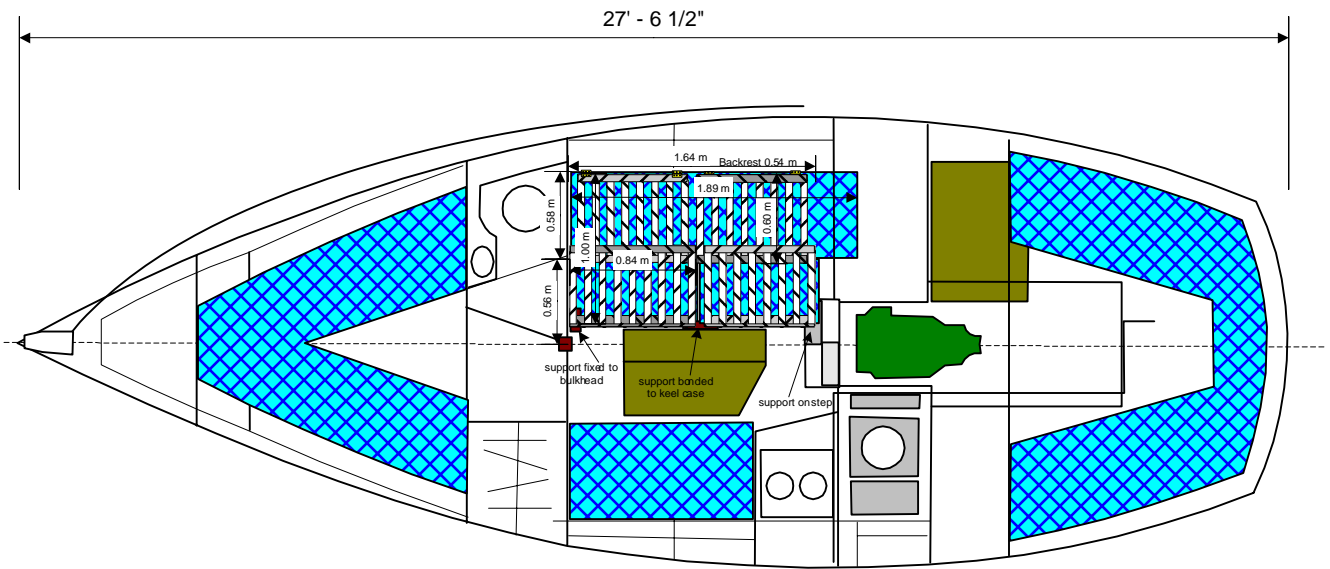 27' - 6 1/2"
1.64 m
Backrest 0.54 m
1.89 m
0.58 m
0.60 m
1.00 m
0.84 m
0.56 m
support fixed to
bulkhead
support bonded
to keel case
support on step